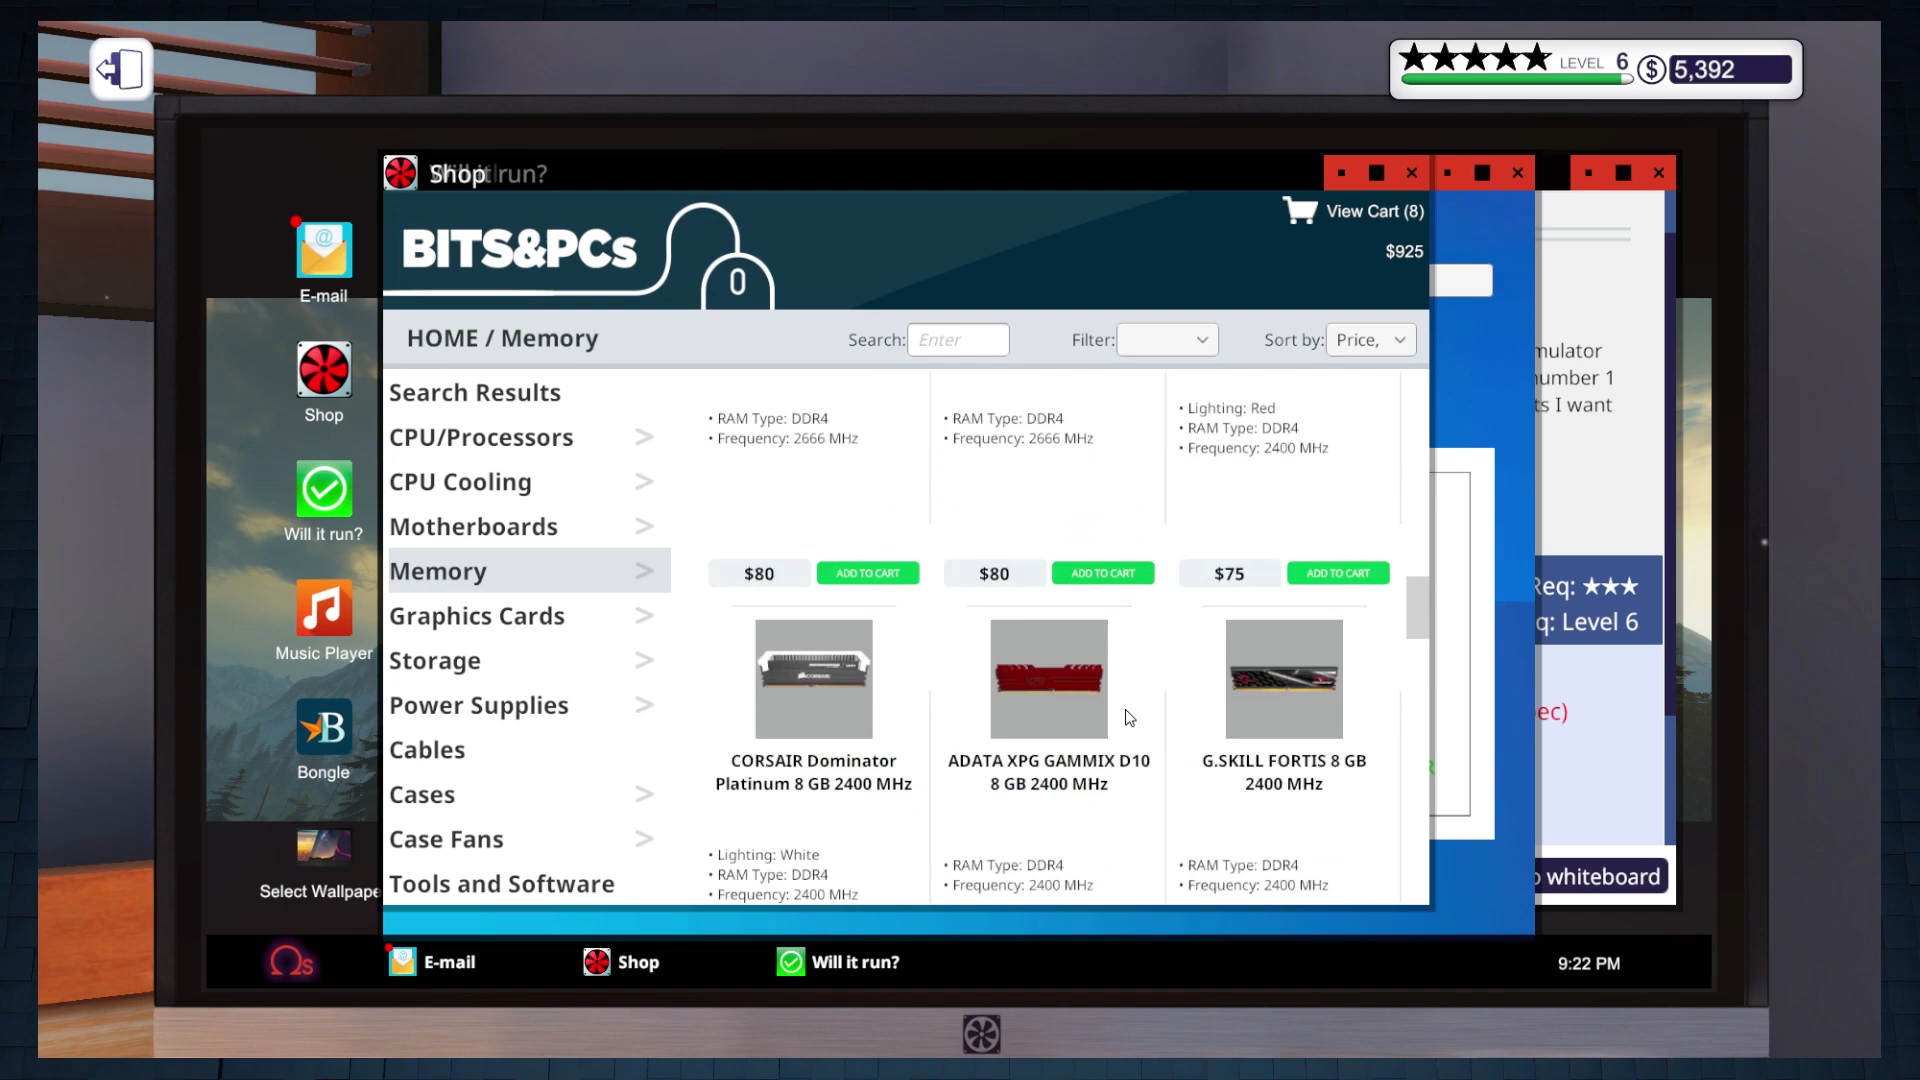 LEVEL 6 $ 5,392
Shop
run?
View Cart (8)
$925
BITS&PCs
HOME / Memory
Search: Enter
Filter:
Sort by: Price,
E-mail
Shop
Will it run?
Music Player
Bongle
Select Wallpape
Search Results
CPU/Processors >
CPU Cooling >
Motherboards >
Memory >
Graphics Cards >
Storage >
Power Supplies >
Cables
Cases >
Case Fans >
Tools and Software
• RAM Type: DDR4
• Frequency: 2666 MHz
$80 ADD TO CART
• RAM Type: DDR4
• Frequency: 2666 MHz
$80 ADD TO CART
• Lighting: Red
• RAM Type: DDR4
• Frequency: 2400 MHz
$75 ADD TO CART
CORSAIR
CORSAIR Dominator
Platinum 8 GB 2400 MHz
• Lighting: White
• RAM Type: DDR4
• Frequency: 2400 MHz
ADATA XPG GAMMIX D10
8 GB 2400 MHz
• RAM Type: DDR4
• Frequency: 2400 MHz
G.SKILL FORTIS 8 GB
2400 MHz
• RAM Type: DDR4
• Frequency: 2400 MHz
mulator
number 1
ts I want
Req: ★★★
q: Level 6
ec)
o whiteboard
Ωs
E-mail
Shop
Will it run?
9:22 PM